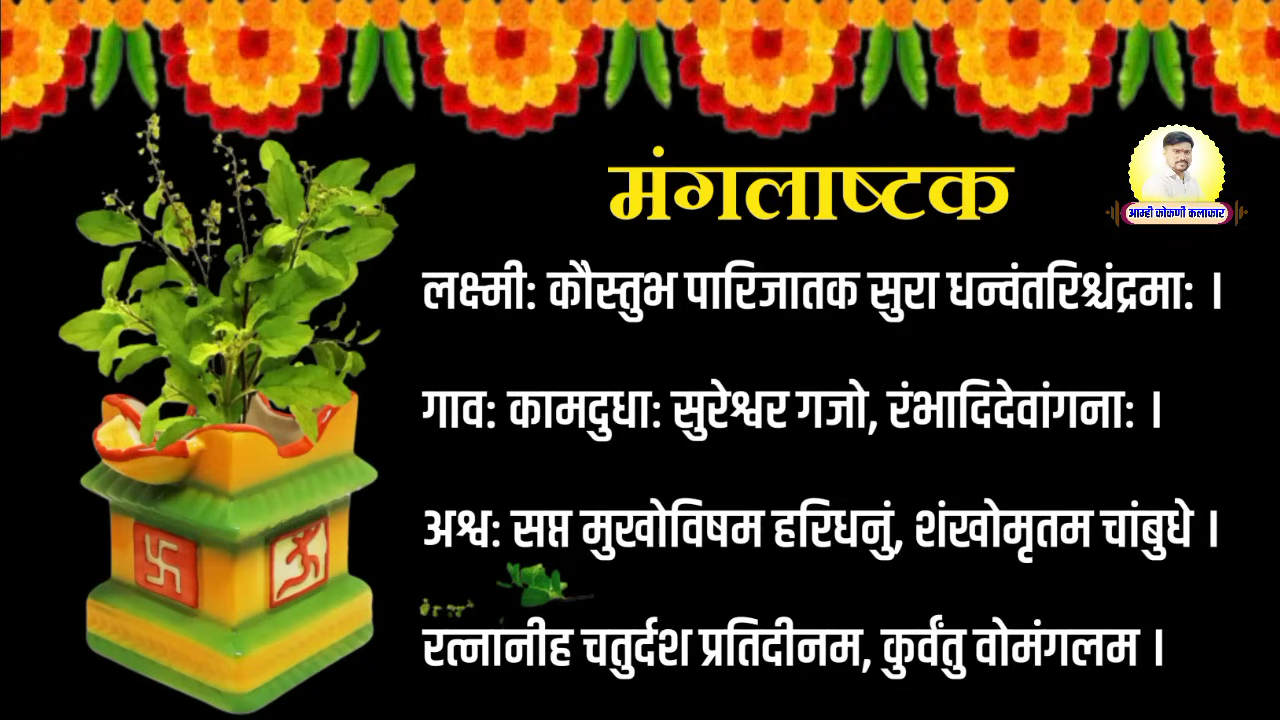 मंगलाष्टक
आम्ही कोकणी कलाकार
लक्ष्मीः कौस्तुभ पारिजातक सुरा धन्वंतरिश्चंद्रमाः ।
गावः कामदुधाः सुरेश्वर गजो, रंभादिदेवांगनाः ।
अश्वः सप्त मुखोविषम हरिधनुं, शंखोमृतम चांबुधे ।
रत्नानीह चतुर्दश प्रतिदीनम, कुर्वंतु वोमंगलम ।